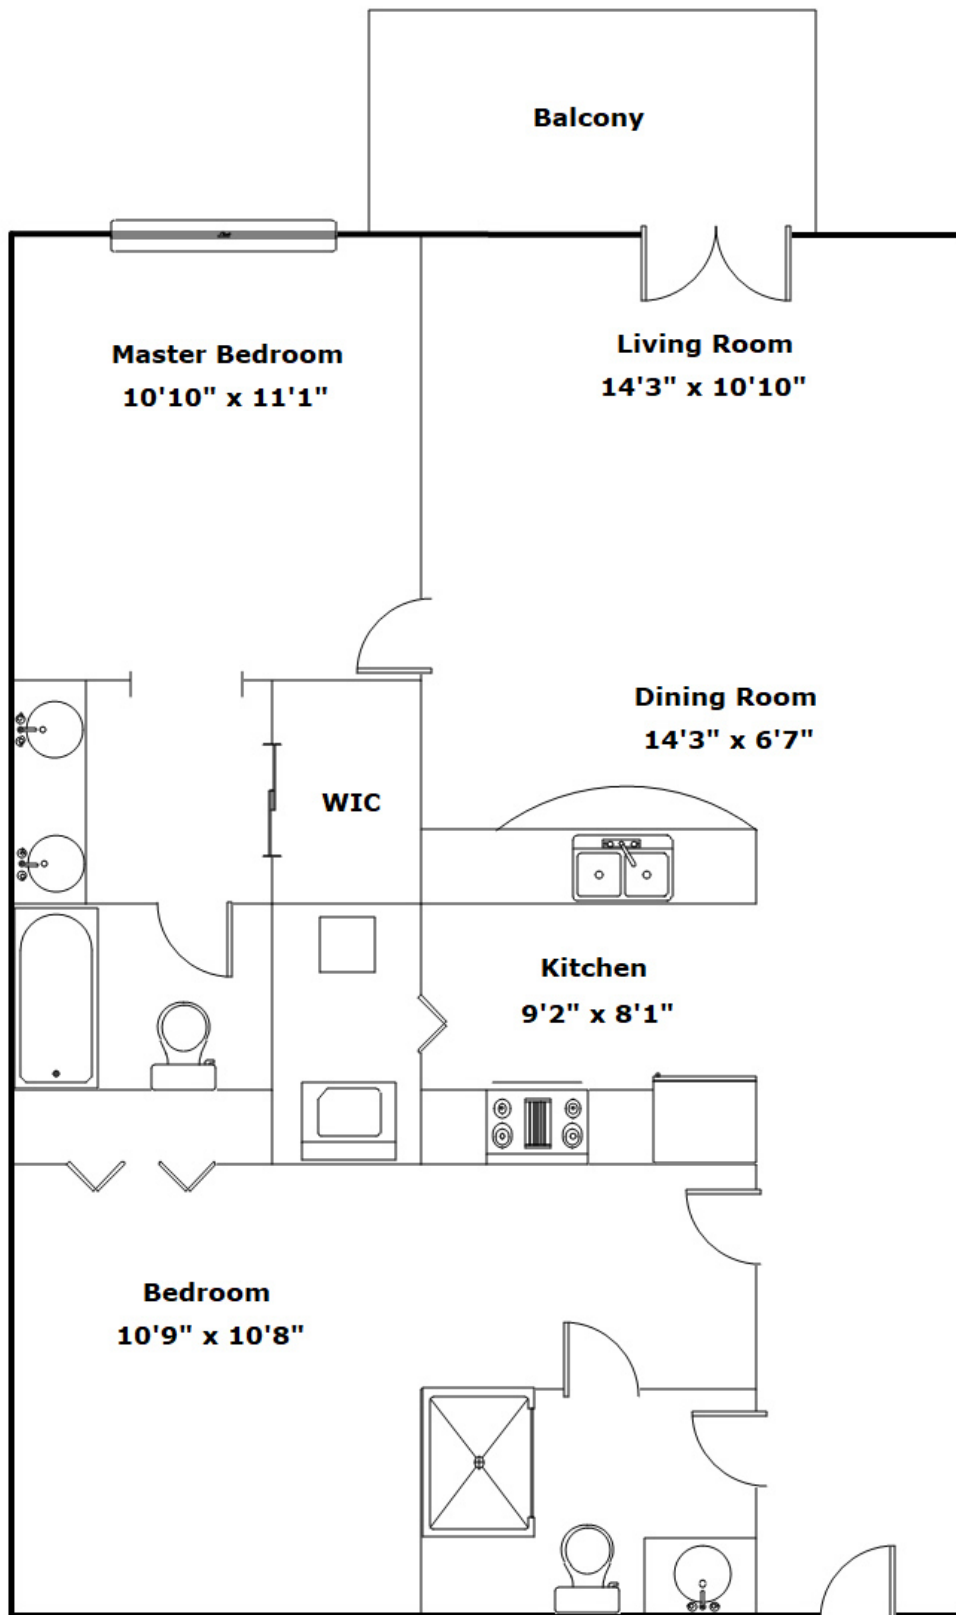 Balcony
Master Bedroom
10'10" x 11'1"
Living Room
14'3" x 10'10"
Dining Room
14'3" x 6'7"
WIC
Kitchen
9'2" x 8'1"
Bedroom
10'9" x 10'8"